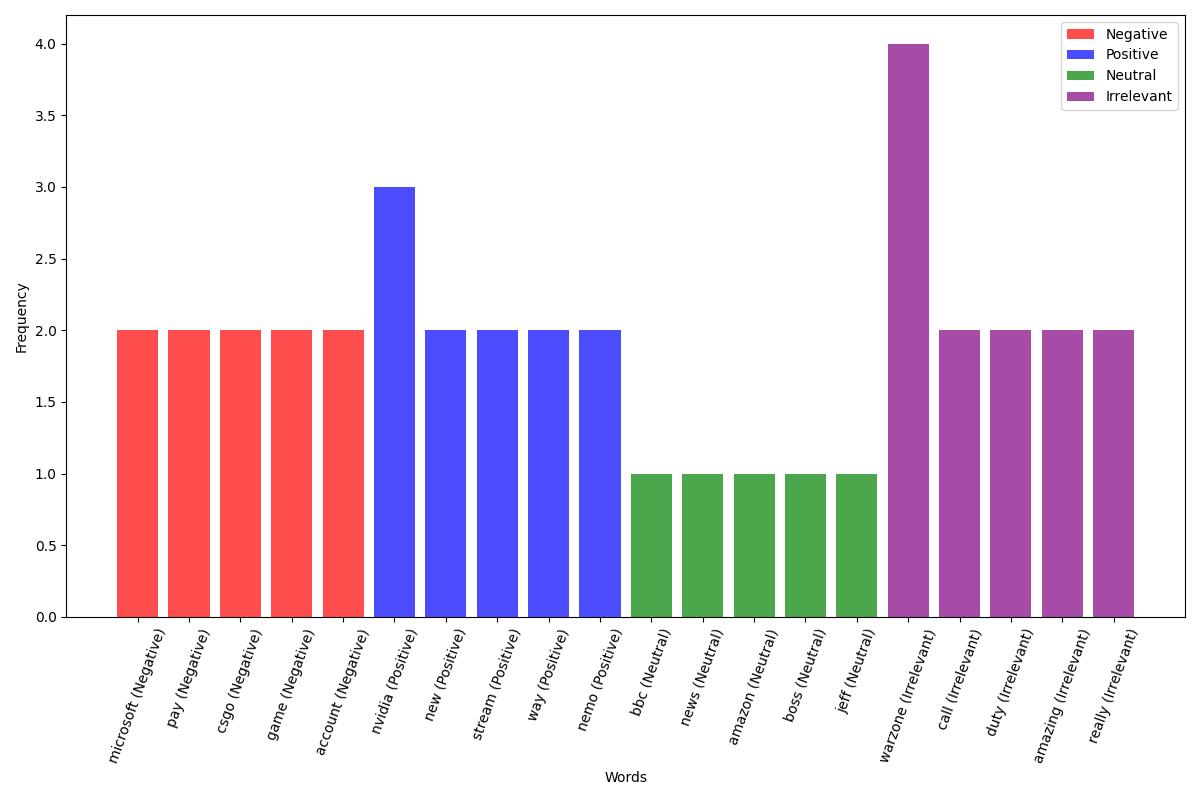 Negative
Positive
Neutral
Irrelevant
4.0
3.5
3.0
2.5
2.0
1.5
1.0
0.5
0.0
Frequency
microsoft (Negative)
pay (Negative)
csgo (Negative)
game (Negative)
account (Negative)
nvidia (Positive)
new (Positive)
stream (Positive)
way (Positive)
nemo (Positive)
bbc (Neutral)
news (Neutral)
amazon (Neutral)
boss (Neutral)
jeff (Neutral)
warzone (Irrelevant)
call (Irrelevant)
duty (Irrelevant)
amazing (Irrelevant)
really (Irrelevant)
Words